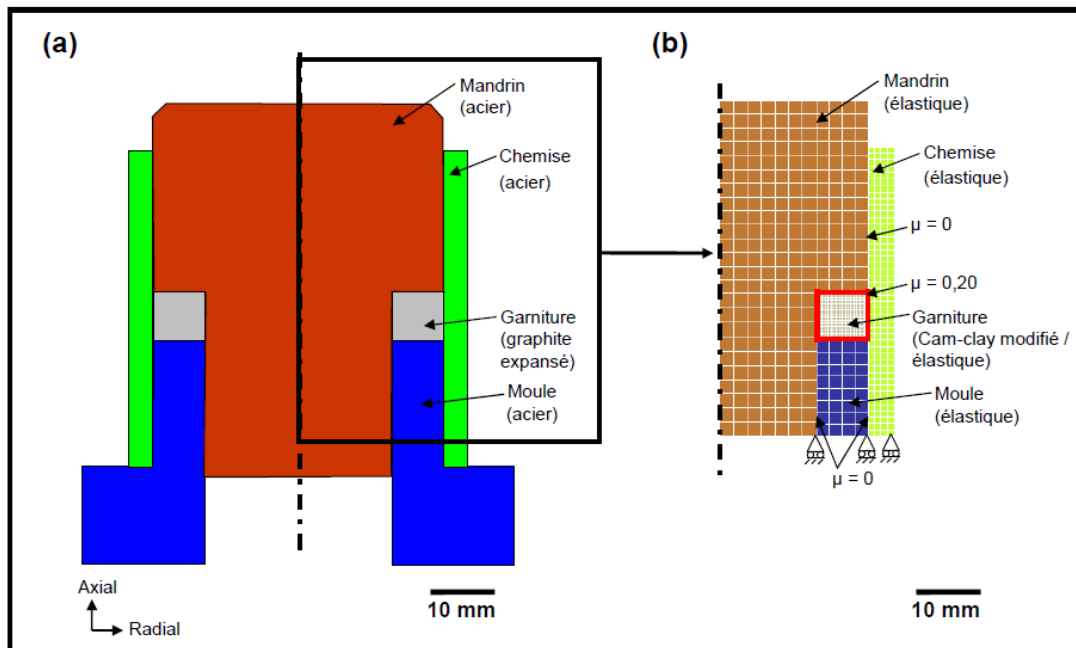 (a)
Mandrin
(acier)
Chemise
(acier)
Garniture
(graphite
expansé)
Moule
(acier)
Axial
Radial
10 mm
(b)
Mandrin
(élastique)
Chemise
(élastique)
µ = 0
µ = 0,20
Garniture
(Cam-clay modifié /
élastique)
Moule
(élastique)
µ = 0
10 mm